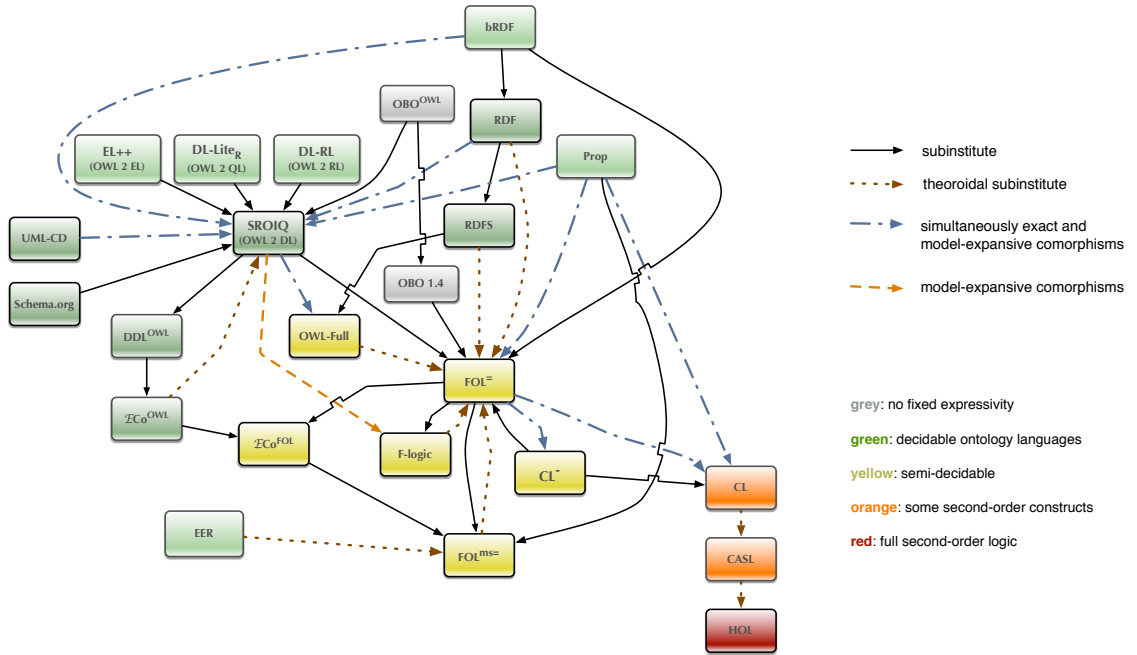 bRDF
OBO^OWL
RDF
EL++
(OWL 2 EL)
DL-Lite_R
(OWL 2 QL)
DL-RL
(OWL 2 RL)
Prop
subinstitute
theoroidal subinstitute
simultaneously exact and
model-expansive comorphisms
model-expansive comorphisms
UML-CD
SROIQ
(OWL 2 DL)
RDFS
Schema.org
OBO 1.4
DDL^OWL
OWL-Full
FOL^=
ℰCo^OWL
ℰCo^FOL
F-logic
CL^-
CL
grey: no fixed expressivity
green: decidable ontology languages
yellow: semi-decidable
orange: some second-order constructs
red: full second-order logic
EER
FOL^ms=
CASL
HOL